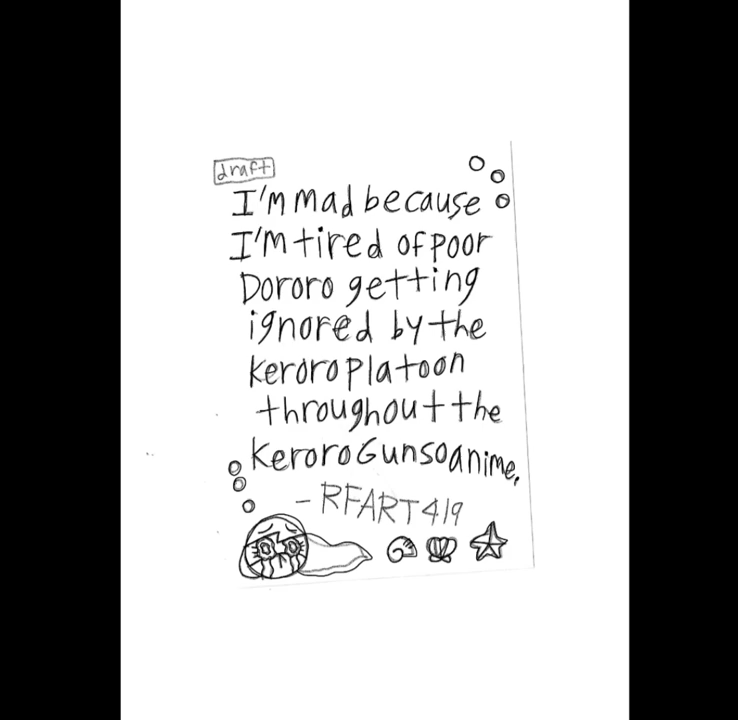 draft
I'm mad because
I'm tired of poor
Dororo getting
ignored by the
keroro platoon
throughout the
Keroro Gunso anime.
- RFART419